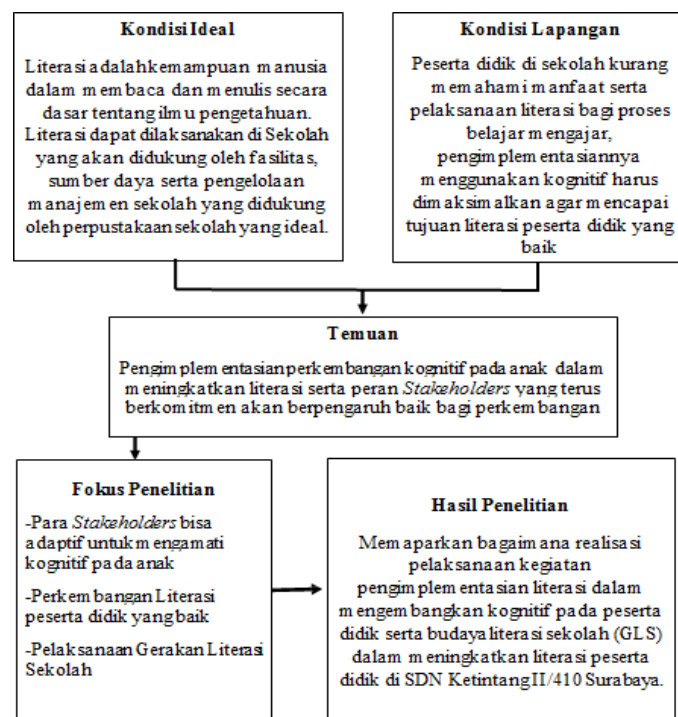 Kondisi Ideal
Literasi adalah kemampuan manusia
dalam membaca dan menulis secara
dasar tentang ilmu pengetahuan.
Literasi dapat dilaksanakan di Sekolah
yang akan didukung oleh fasilitas,
sumber daya serta pengelolaan
manajemen sekolah yang didukung
oleh perpustakaan sekolah yang ideal.
Kondisi Lapangan
Peserta didik di sekolah kurang
memahami manfaat serta
pelaksanaan literasi bagi proses
belajar mengajar,
pengimplementasiannya
menggunakan kognitif harus
dimaksimalkan agar mencapai
tujuan literasi peserta didik yang
baik
Temuan
Pengimplementasian perkembangan kognitif pada anak dalam
meningkatkan literasi serta peran Stakeholders yang terus
berkomitmen akan berpengaruh baik bagi perkembangan
Fokus Penelitian
-Para Stakeholders bisa
adaptif untuk mengamati
kognitif pada anak
-Perkembangan Literasi
peserta didik yang baik
-Pelaksanaan Gerakan Literasi
Sekolah
Hasil Penelitian
Memaparkan bagaimana realisasi
pelaksanaan kegiatan
pengimplementasian literasi dalam
mengembangkan kognitif pada peserta
didik serta budaya literasi sekolah (GLS)
dalam meningkatkan literasi peserta
didik di SDN Ketintang II/410 Surabaya.